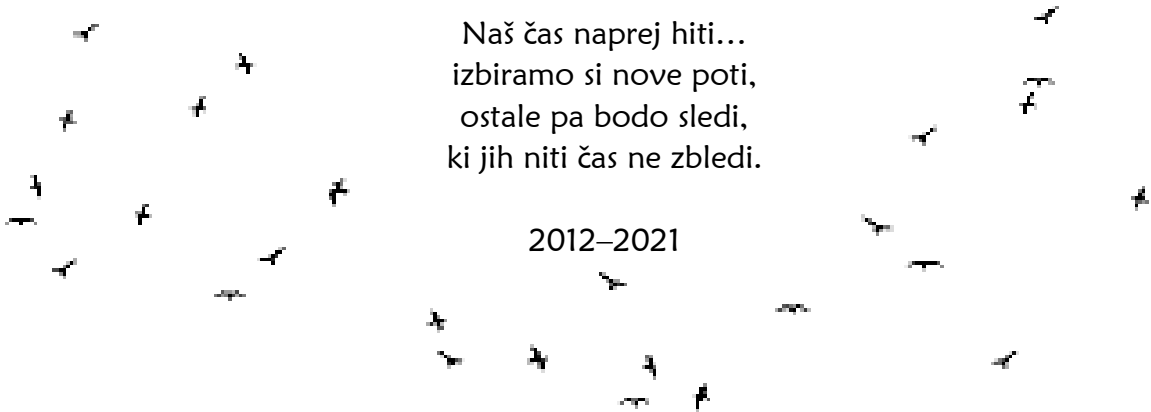 Naš čas naprej hiti…
izbiramo si nove poti,
ostale pa bodo sledi,
ki jih niti čas ne zbledi.
2012–2021